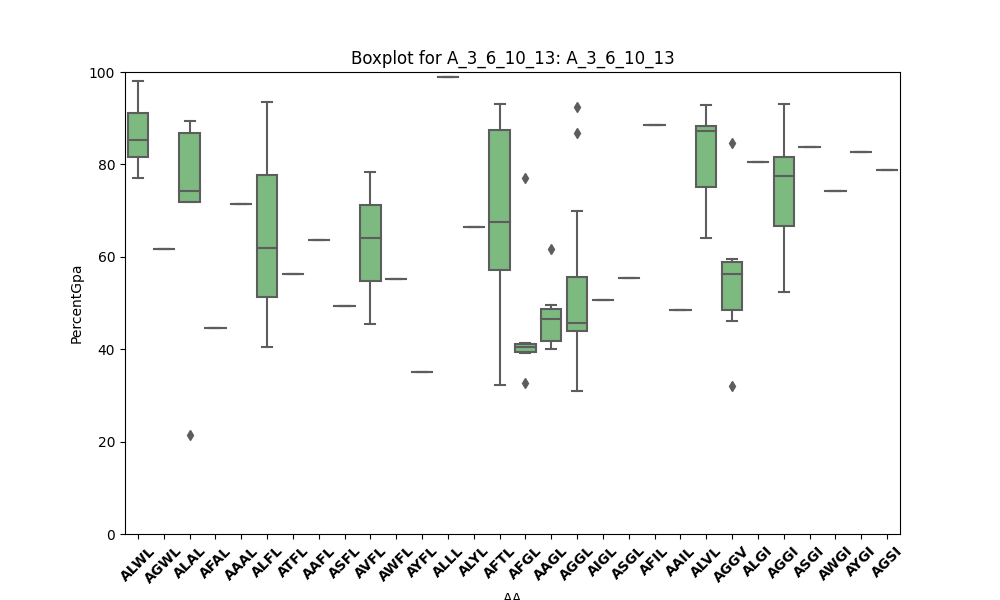 Boxplot for A_3_6_10_13: A_3_6_10_13
PercentGpa
100
80
60
40
20
0
ALWL AGWL ALAL AFAL AAAL ALFL ATFL AAFL ASFL AVFL AWFL AYFL ALLL ALYL AFTL AFGL AAGL AGGL AIGL ASGL AFIL AAIL ALVL AGGV ALGI AGGI ASGI AWGI AYGI AGSI
AA